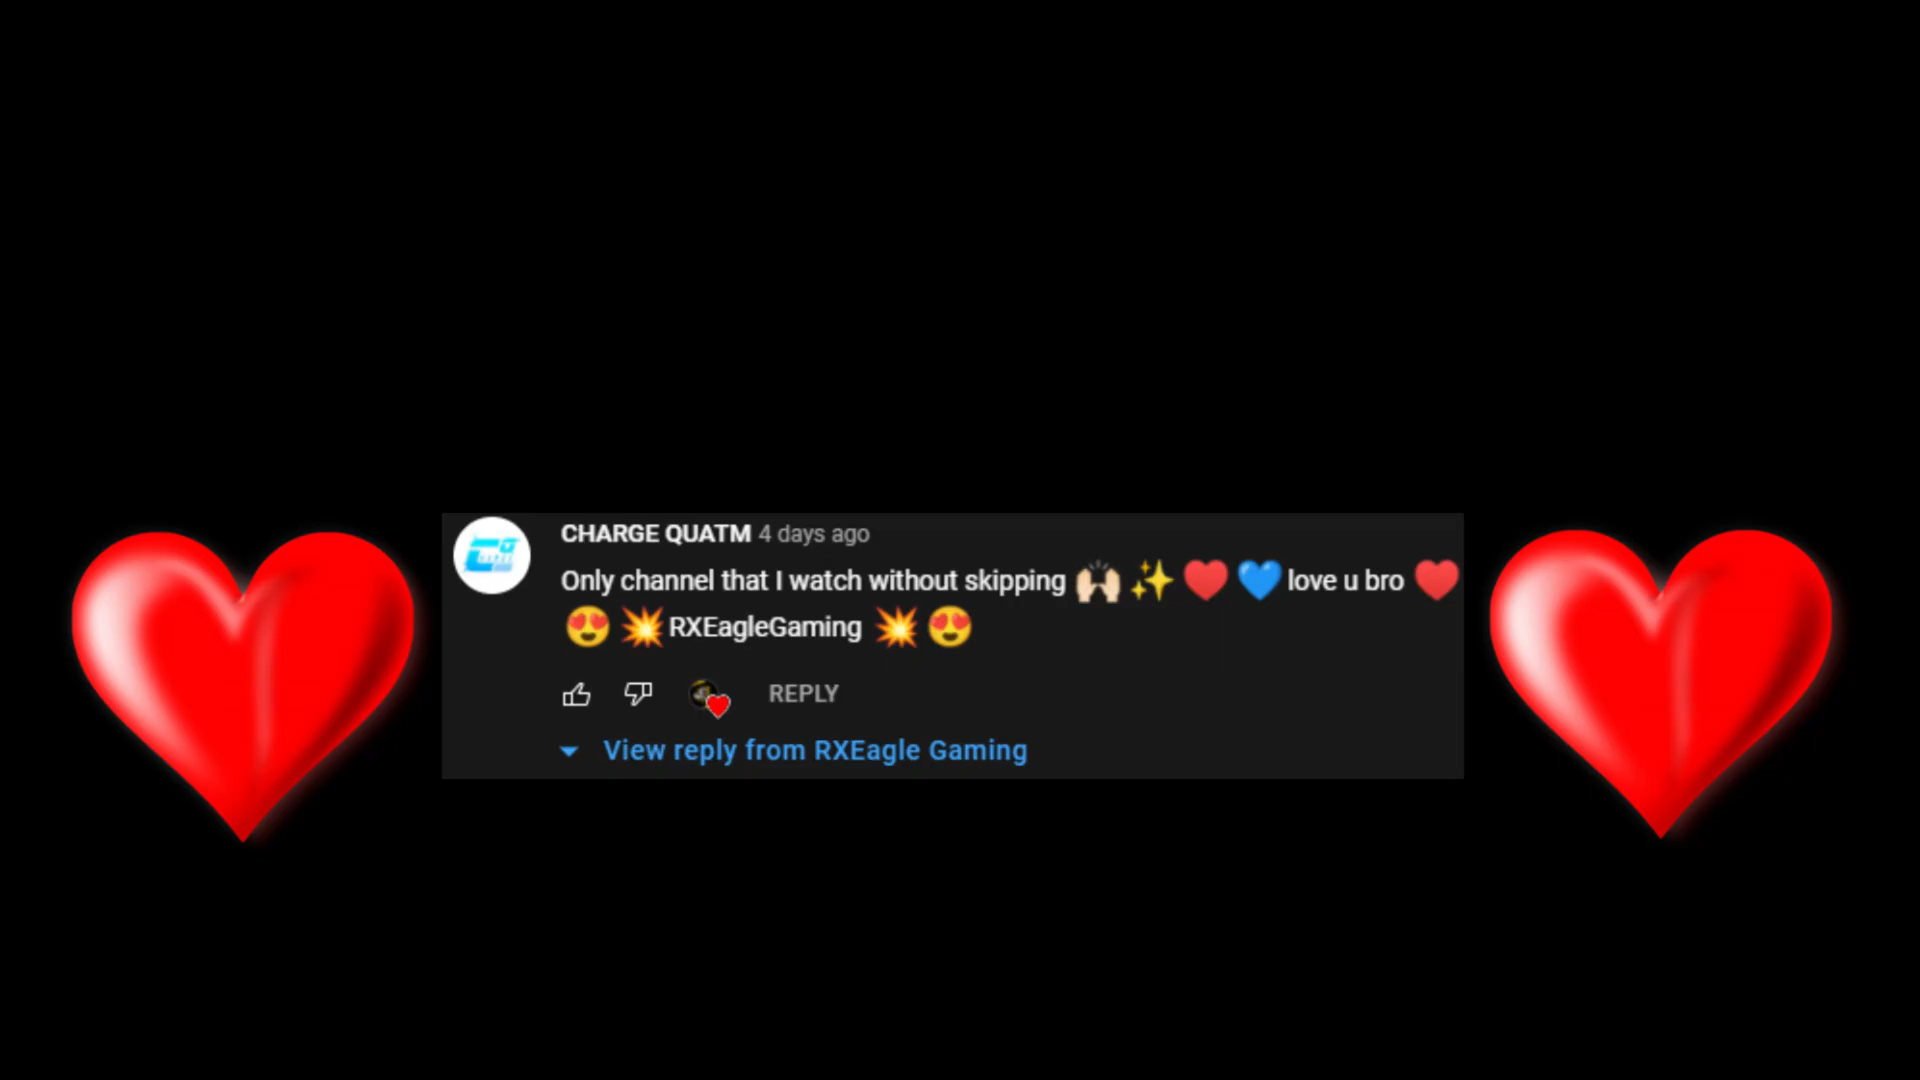 CHARGE QUATM 4 days ago
Only channel that I watch without skipping 🙌🏻 ✨ ❤️ 💙 love u bro ❤️
😍 💥 RXEagleGaming 💥 😍
REPLY
View reply from RXEagle Gaming